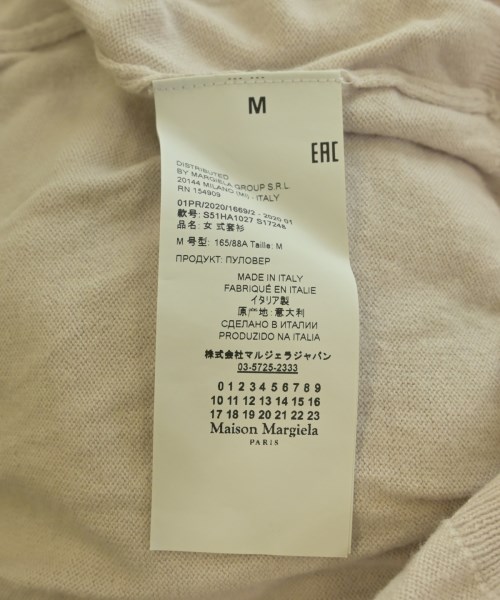 M
EAC
DISTRIBUTED
BY MARGIELA GROUP S.R.L.
20144 MILANO (MI) - ITALY
RN 154909
01PR/2020/1669/2 - 2020 01
款号: S51HA1027 S17248
品名: 女 式套衫
M 号型: 165/88A Taille: M
ПРОДУКТ: ПУЛОВЕР
MADE IN ITALY
FABRIQUÉ EN ITALIE
イタリア製
原产地: 意大利
СДЕЛАНО В ИТАЛИИ
PRODUZIDO NA ITALIA
株式会社マルジェラジャパン
03-5725-2333
0 1 2 3 4 5 6 7 8 9
10 11 12 13 14 15 16
17 18 19 20 21 22 23
Maison Margiela
PARIS